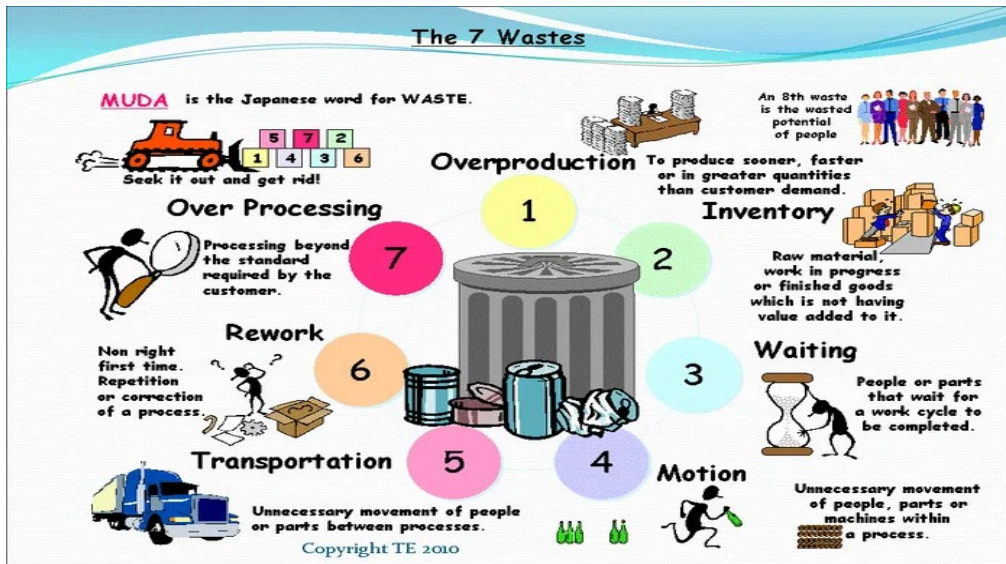 The 7 Wastes
MUDA is the Japanese word for WASTE.
5 7 2
1 4 3 6
Seek it out and get rid!
An 8th waste
is the wasted
potential
of people
Overproduction
To produce sooner, faster
or in greater quantities
than customer demand.
1
Inventory
Raw material,
work in progress
or finished goods
which is not having
value added to it.
2
Waiting
People or parts
that wait for
a work cycle to
be completed.
3
Motion
Unnecessary movement
of people, parts or
machines within
a process.
4
Transportation
Unnecessary movement of people
or parts between processes.
5
Rework
Non right
first time.
Repetition
or correction
of a process.
6
Over Processing
Processing beyond
the standard
required by the
customer.
7
Copyright TE 2010